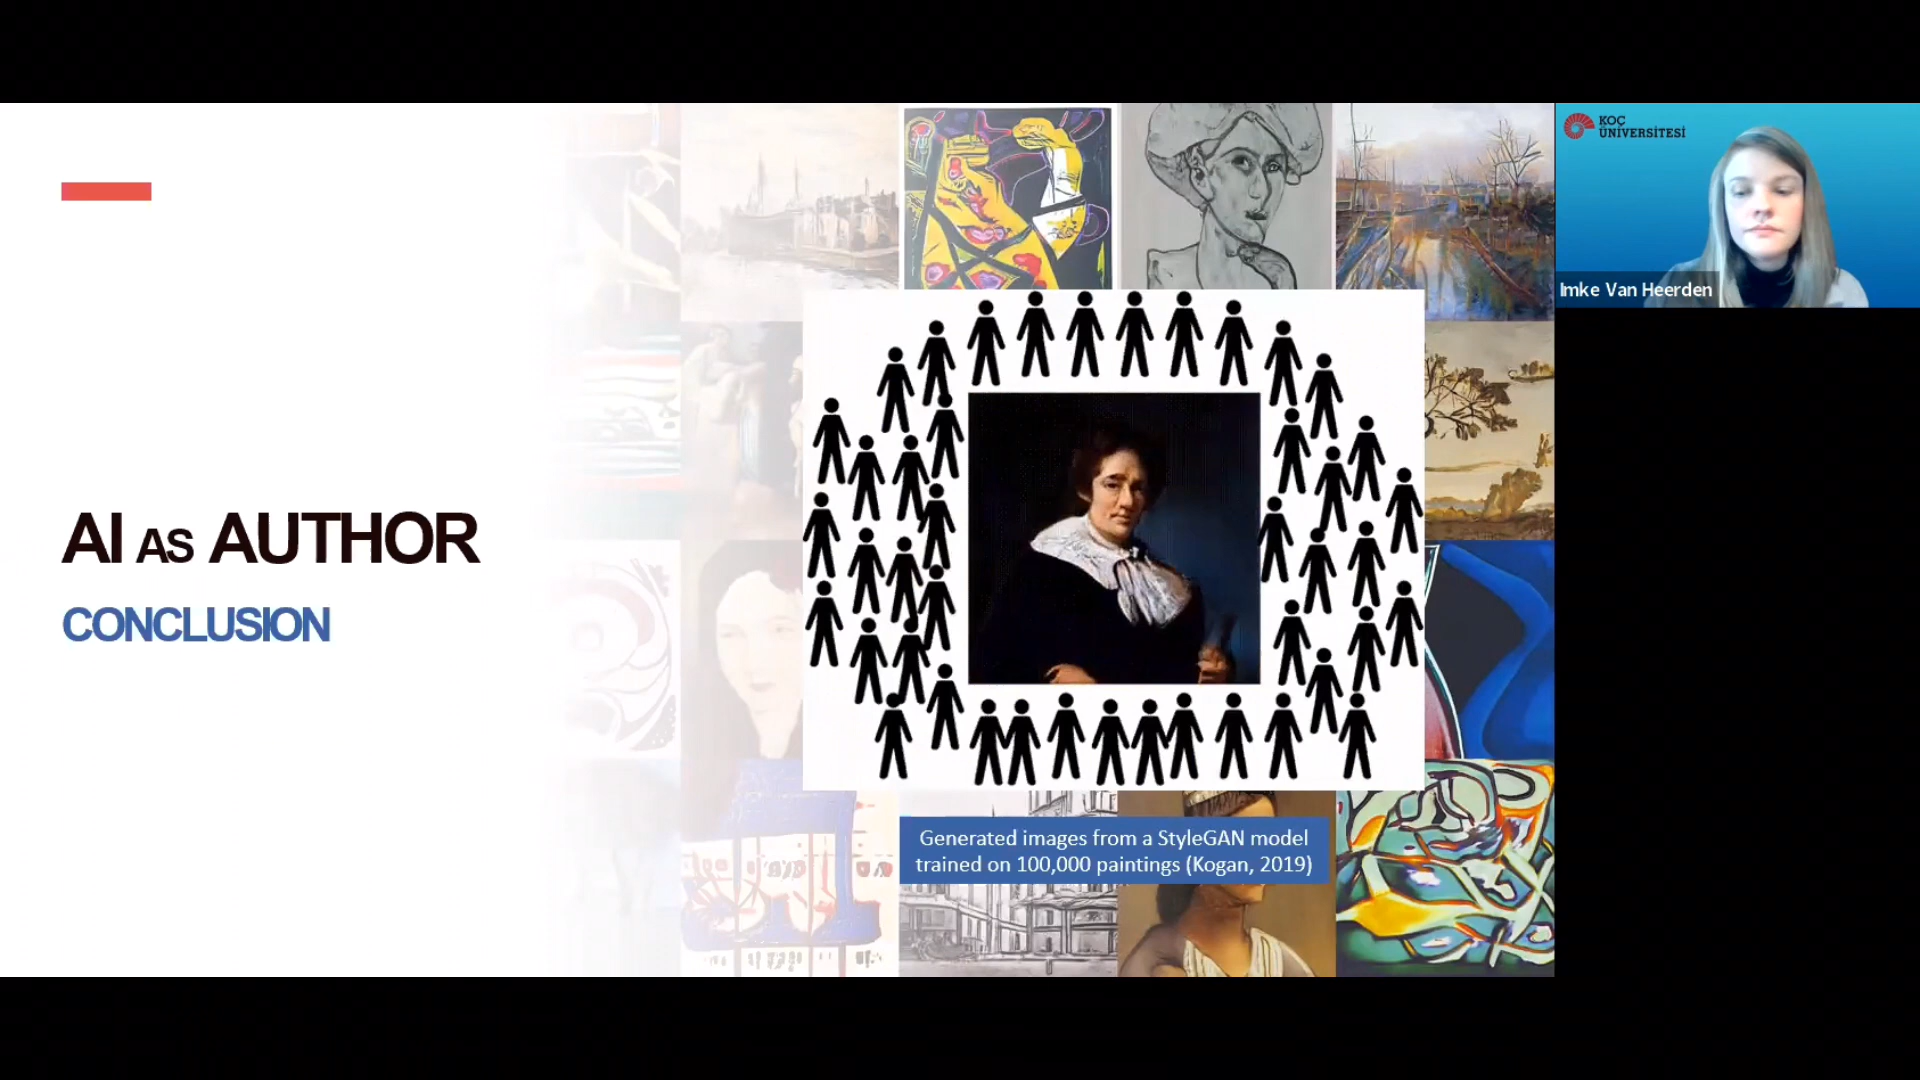 AI AS AUTHOR
CONCLUSION
Generated images from a StyleGAN model
trained on 100,000 paintings (Kogan, 2019)
KOÇ
ÜNİVERSİTESİ
Imke Van Heerden